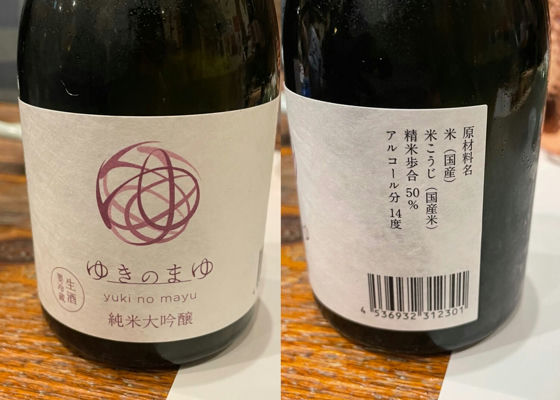 ゆきのまゆ
yuki no mayu
純米大吟醸
生酒
要冷蔵
原材料名
米（国産）
米こうじ（国産米）
精米歩合 50%
アルコール分 14度
4 536932 312301